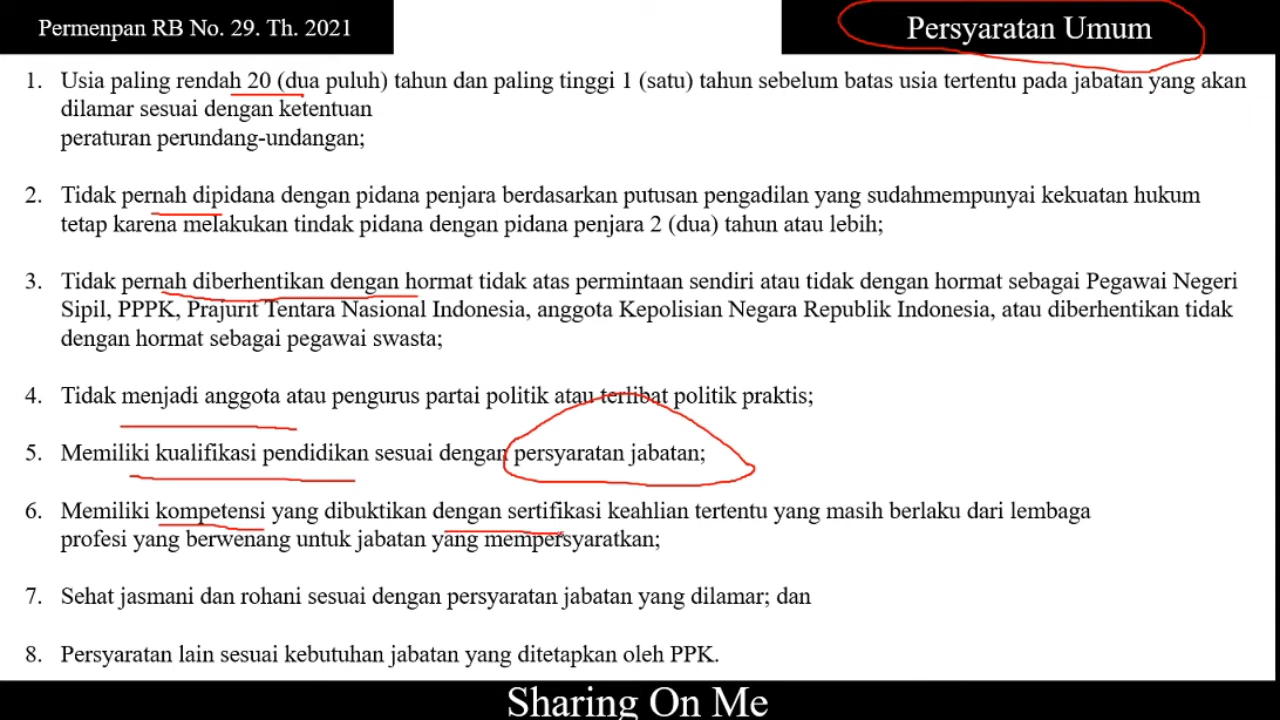 Permenpan RB No. 29. Th. 2021
Persyaratan Umum
1. Usia paling rendah 20 (dua puluh) tahun dan paling tinggi 1 (satu) tahun sebelum batas usia tertentu pada jabatan yang akan
dilamar sesuai dengan ketentuan
peraturan perundang-undangan;
2. Tidak pernah dipidana dengan pidana penjara berdasarkan putusan pengadilan yang sudahmempunyai kekuatan hukum
tetap karena melakukan tindak pidana dengan pidana penjara 2 (dua) tahun atau lebih;
3. Tidak pernah diberhentikan dengan hormat tidak atas permintaan sendiri atau tidak dengan hormat sebagai Pegawai Negeri
Sipil, PPPK, Prajurit Tentara Nasional Indonesia, anggota Kepolisian Negara Republik Indonesia, atau diberhentikan tidak
dengan hormat sebagai pegawai swasta;
4. Tidak menjadi anggota atau pengurus partai politik atau terlibat politik praktis;
5. Memiliki kualifikasi pendidikan sesuai dengan persyaratan jabatan;
6. Memiliki kompetensi yang dibuktikan dengan sertifikasi keahlian tertentu yang masih berlaku dari lembaga
profesi yang berwenang untuk jabatan yang mempersyaratkan;
7. Sehat jasmani dan rohani sesuai dengan persyaratan jabatan yang dilamar; dan
8. Persyaratan lain sesuai kebutuhan jabatan yang ditetapkan oleh PPK.
Sharing On Me